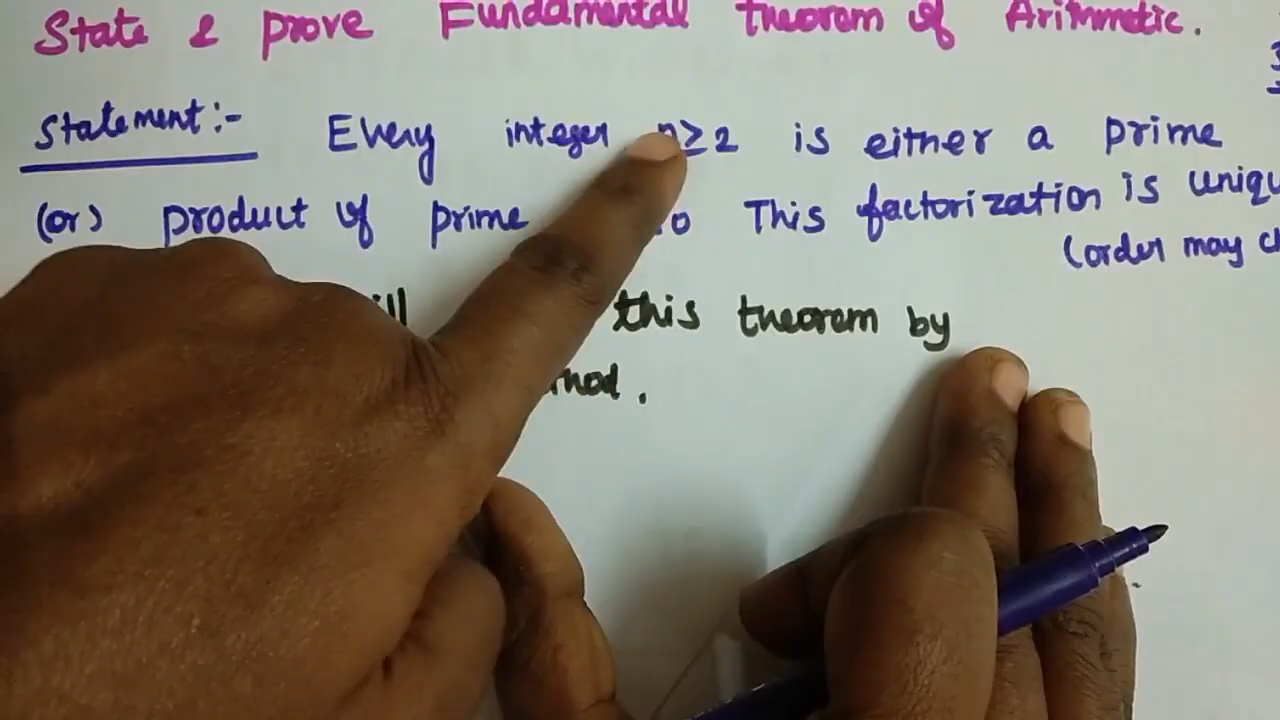 State & prove Fundamental theorem of Arithmetic.
Statement:- Every integer n≥2 is either a prime
(or) product of prime This factorization is uniqu
(order may ch
this theorem by